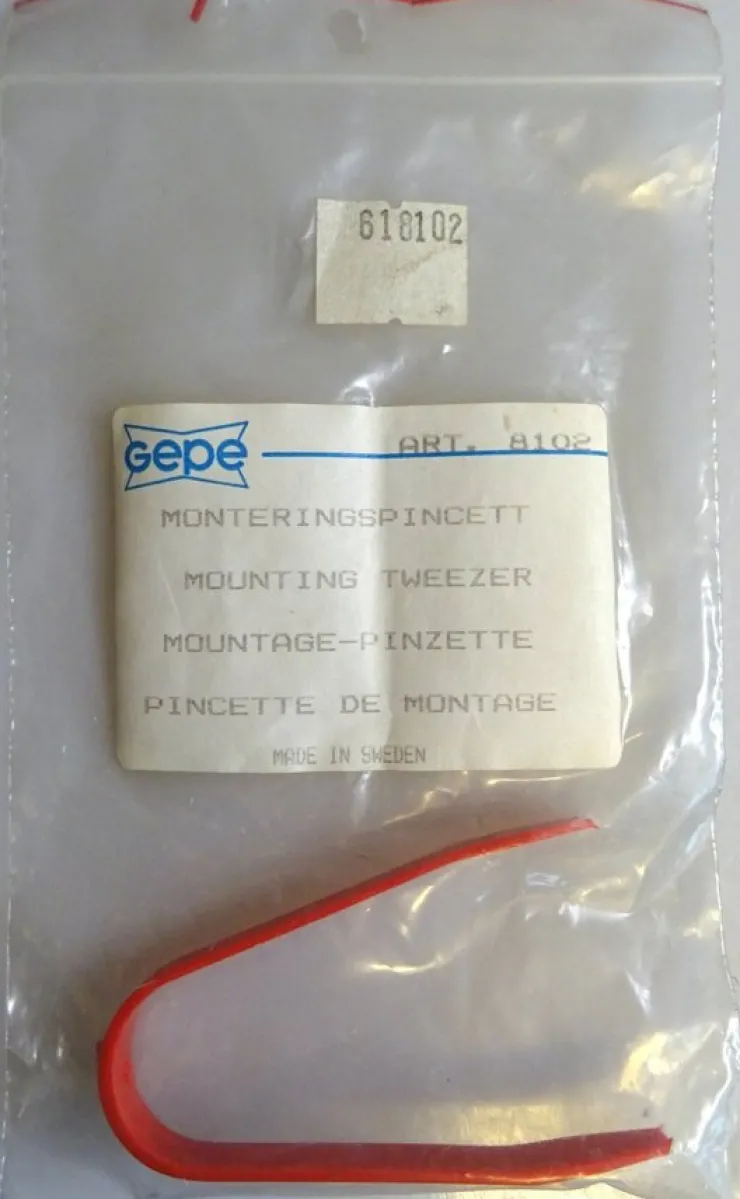 618102
GePe
ART. 8102
MONTERINGSPINCETT
MOUNTING TWEEZER
MOUNTAGE-PINZETTE
PINCETTE DE MONTAGE
MADE IN SWEDEN